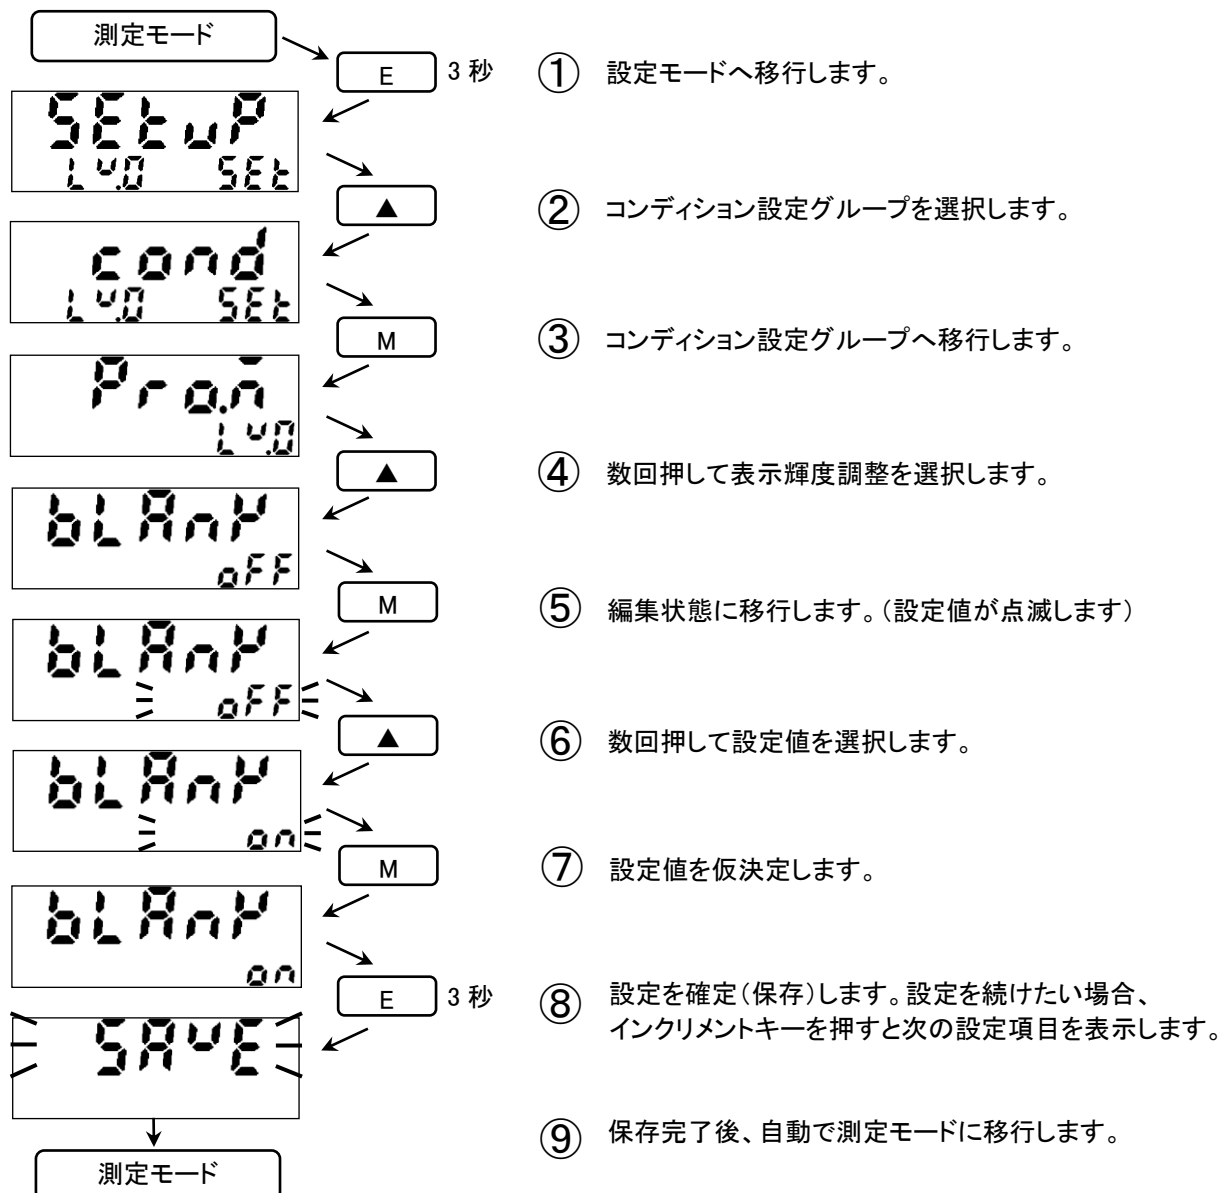 測定モード
E 3 秒 ① 設定モードへ移行します。
SEtuP
Lv.0 SEt
▲ ② コンディション設定グループを選択します。
cond
Lv.0 SEt
M ③ コンディション設定グループへ移行します。
Pro.m
Lv.0
▲ ④ 数回押して表示輝度調整を選択します。
bLAnK
oFF
M ⑤ 編集状態に移行します。（設定値が点滅します）
bLAnK
oFF
▲ ⑥ 数回押して設定値を選択します。
bLAnK
on
M ⑦ 設定値を仮決定します。
bLAnK
on
E 3 秒 ⑧ 設定を確定（保存）します。設定を続けたい場合、
インクリメントキーを押すと次の設定項目を表示します。
SAvE
⑨ 保存完了後、自動で測定モードに移行します。
測定モード